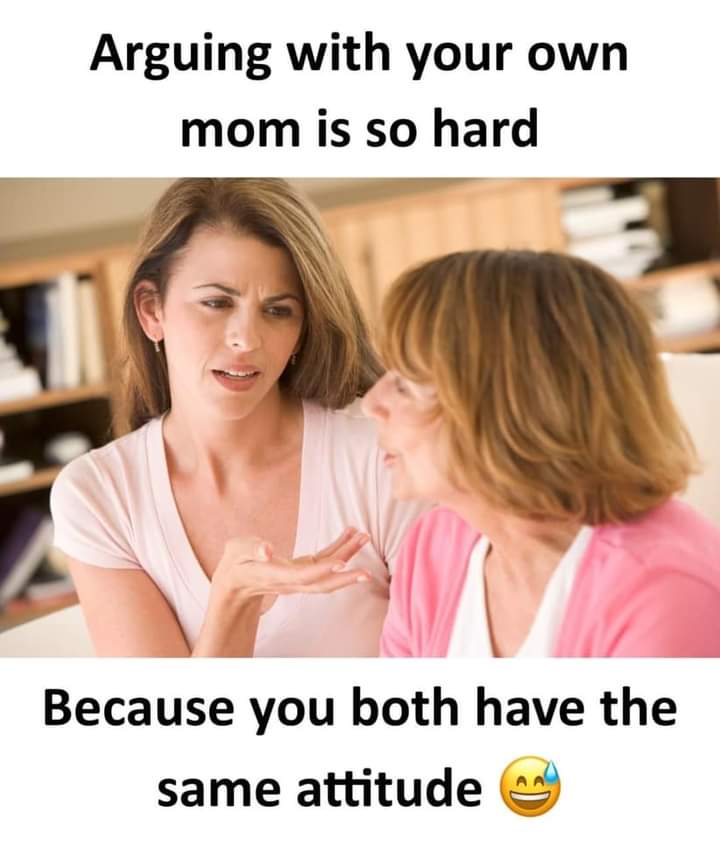 Arguing with your own
mom is so hard
Because you both have the
same attitude 😅